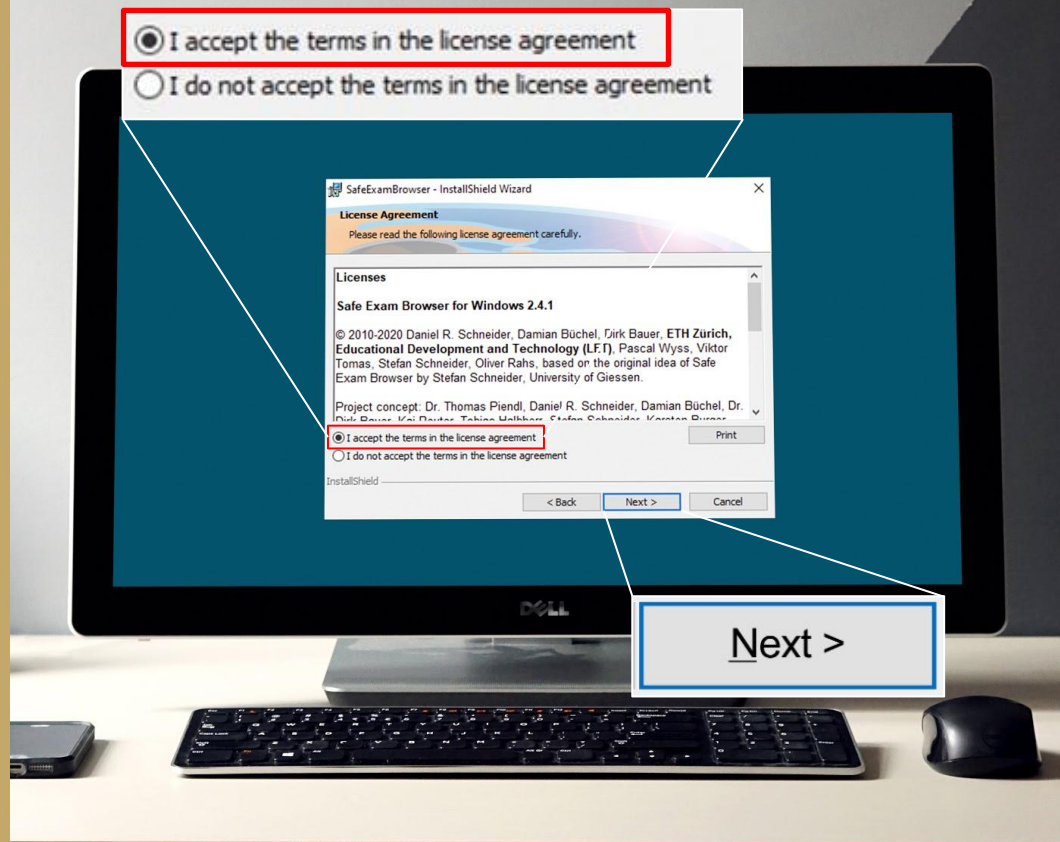 I accept the terms in the license agreement
I do not accept the terms in the license agreement
SafeExamBrowser - InstallShield Wizard
License Agreement
Please read the following license agreement carefully.
Licenses
Safe Exam Browser for Windows 2.4.1
© 2010-2020 Daniel R. Schneider, Damian Büchel, Dirk Bauer, ETH Zürich,
Educational Development and Technology (LET), Pascal Wyss, Viktor
Tomas, Stefan Schneider, Oliver Rahs, based on the original idea of Safe
Exam Browser by Stefan Schneider, University of Giessen.
Project concept: Dr. Thomas Piendl, Daniel R. Schneider, Damian Büchel, Dr.
I accept the terms in the license agreement
Print
I do not accept the terms in the license agreement
InstallShield
< Back
Next >
Cancel
DELL
Next >